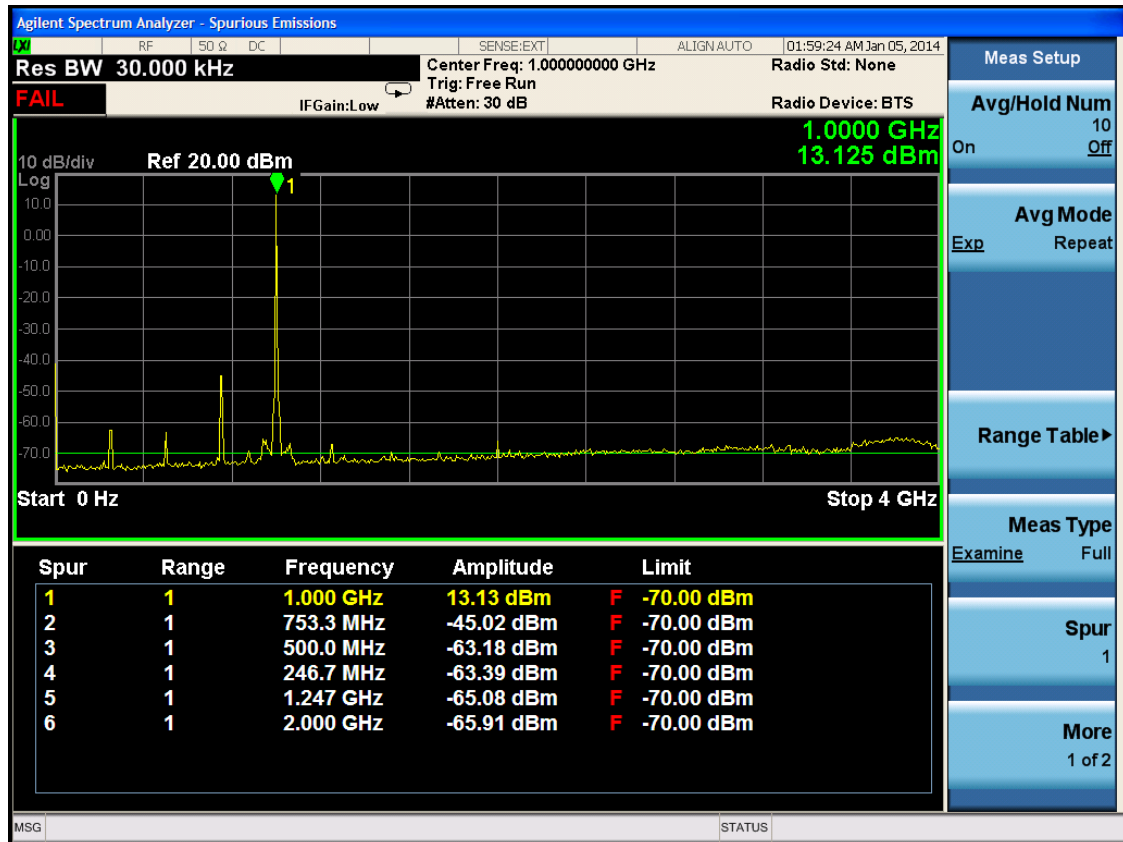 Agilent Spectrum Analyzer - Spurious Emissions
LXI RF 50 Ω DC SENSE:EXT ALIGN AUTO 01:59:24 AM Jan 05, 2014
Res BW 30.000 kHz
Center Freq: 1.000000000 GHz
Radio Std: None
Trig: Free Run
FAIL
IFGain:Low
#Atten: 30 dB
Radio Device: BTS
1.0000 GHz
13.125 dBm
10 dB/div Ref 20.00 dBm
Log
1
10.0
0.00
-10.0
-20.0
-30.0
-40.0
-50.0
-60.0
-70.0
Start 0 Hz Stop 4 GHz
Spur Range Frequency Amplitude Limit
1 1 1.000 GHz 13.13 dBm F -70.00 dBm
2 1 753.3 MHz -45.02 dBm F -70.00 dBm
3 1 500.0 MHz -63.18 dBm F -70.00 dBm
4 1 246.7 MHz -63.39 dBm F -70.00 dBm
5 1 1.247 GHz -65.08 dBm F -70.00 dBm
6 1 2.000 GHz -65.91 dBm F -70.00 dBm
Meas Setup
Avg/Hold Num
10
On Off
Avg Mode
Exp Repeat
Range Table
Meas Type
Examine Full
Spur
1
More
1 of 2
MSG STATUS